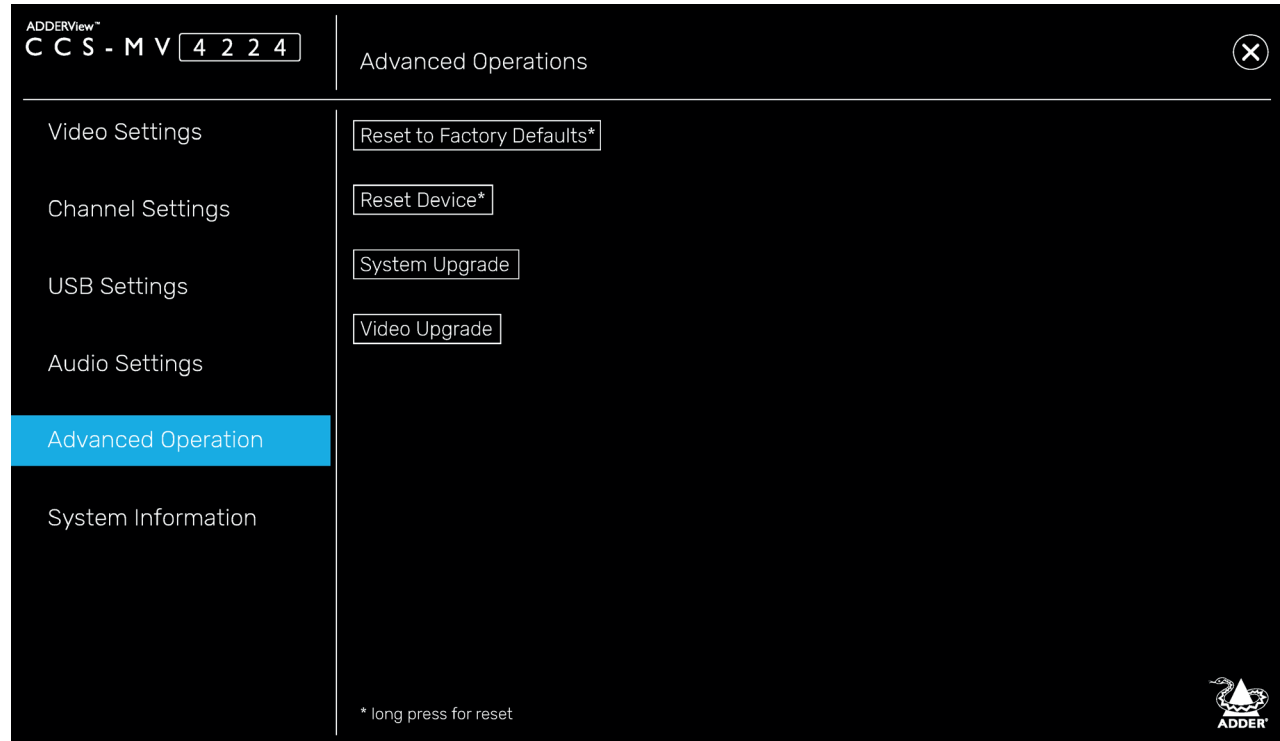 ADDERView™
CCS-MV 4224
Advanced Operations
Video Settings
Channel Settings
USB Settings
Audio Settings
Advanced Operation
System Information
Reset to Factory Defaults*
Reset Device*
System Upgrade
Video Upgrade
* long press for reset
ADDER®